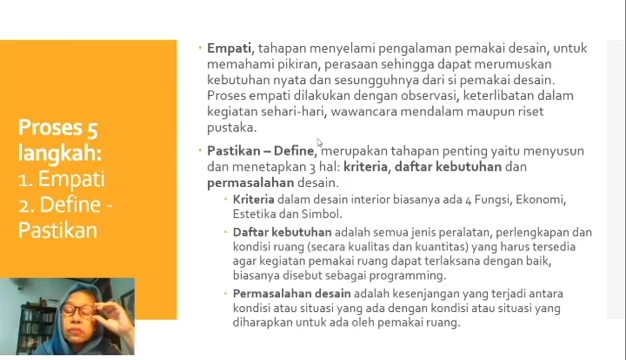 Proses 5
langkah:
1. Empati
2. Define -
Pastikan
Empati, tahapan menyelami pengalaman pemakai desain, untuk
memahami pikiran, perasaan sehingga dapat merumuskan
kebutuhan nyata dan sesungguhnya dari si pemakai desain.
Proses empati dilakukan dengan observasi, keterlibatan dalam
kegiatan sehari-hari, wawancara mendalam maupun riset
pustaka.
Pastikan – Define, merupakan tahapan penting yaitu menyusun
dan menetapkan 3 hal: kriteria, daftar kebutuhan dan
permasalahan desain.
Kriteria dalam desain interior biasanya ada 4 Fungsi, Ekonomi,
Estetika dan Simbol.
Daftar kebutuhan adalah semua jenis peralatan, perlengkapan dan
kondisi ruang (secara kualitas dan kuantitas) yang harus tersedia
agar kegiatan pemakai ruang dapat terlaksana dengan baik,
biasanya disebut sebagai programming.
Permasalahan desain adalah kesenjangan yang terjadi antara
kondisi atau situasi yang ada dengan kondisi atau situasi yang
diharapkan untuk ada oleh pemakai ruang.